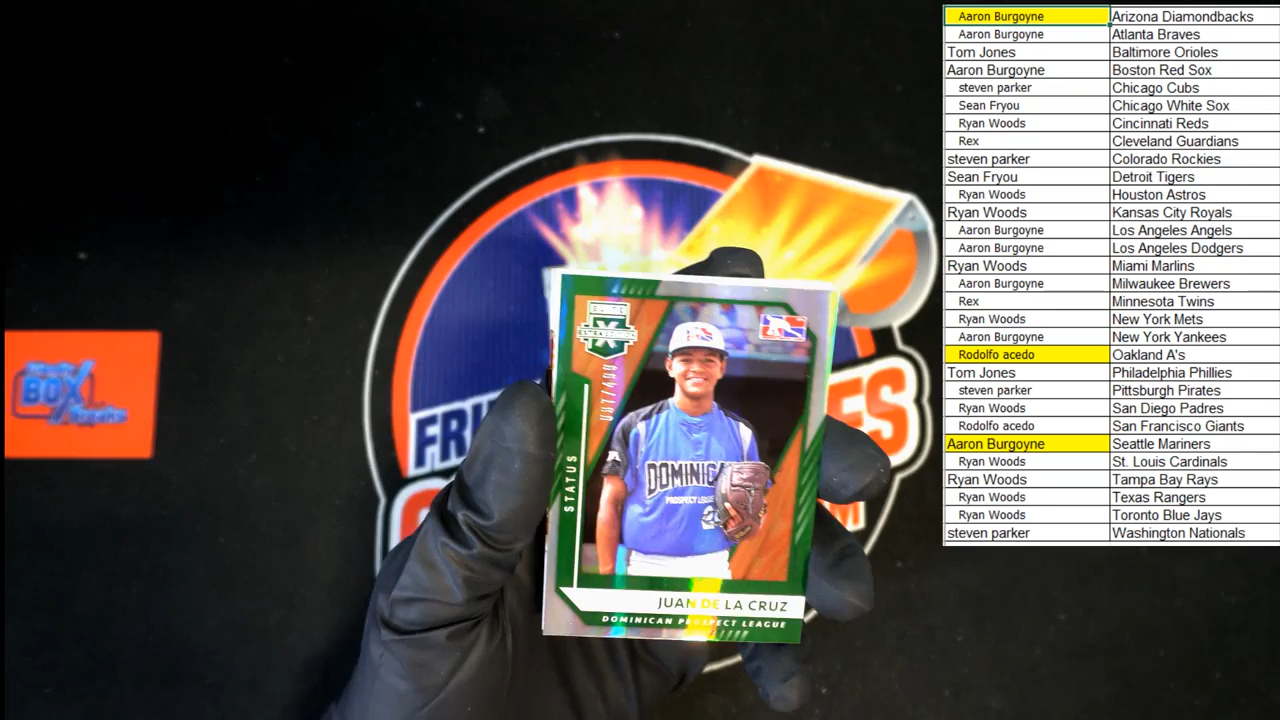 Aaron Burgoyne Arizona Diamondbacks
Aaron Burgoyne Atlanta Braves
Tom Jones Baltimore Orioles
Aaron Burgoyne Boston Red Sox
steven parker Chicago Cubs
Sean Fryou Chicago White Sox
Ryan Woods Cincinnati Reds
Rex Cleveland Guardians
steven parker Colorado Rockies
Sean Fryou Detroit Tigers
Ryan Woods Houston Astros
Ryan Woods Kansas City Royals
Aaron Burgoyne Los Angeles Angels
Aaron Burgoyne Los Angeles Dodgers
Ryan Woods Miami Marlins
Aaron Burgoyne Milwaukee Brewers
Rex Minnesota Twins
Ryan Woods New York Mets
Aaron Burgoyne New York Yankees
Rodolfo acedo Oakland A's
Tom Jones Philadelphia Phillies
steven parker Pittsburgh Pirates
Ryan Woods San Diego Padres
Rodolfo acedo San Francisco Giants
Aaron Burgoyne Seattle Mariners
Ryan Woods St. Louis Cardinals
Ryan Woods Tampa Bay Rays
Ryan Woods Texas Rangers
Ryan Woods Toronto Blue Jays
steven parker Washington Nationals
BOX
STATUS
DOMINICA
PROSPECT LEAGUE
JUAN DE LA CRUZ
DOMINICAN PROSPECT LEAGUE